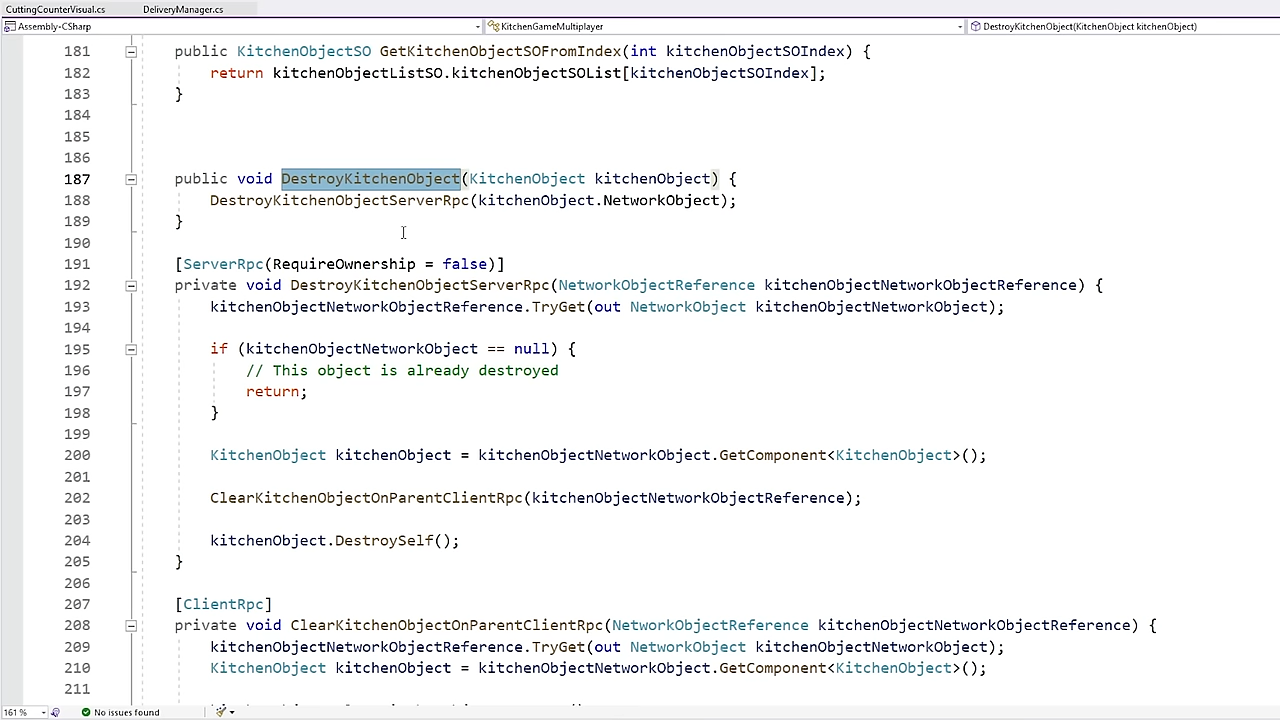 CuttingCounterVisual.cs DeliveryManager.cs
Assembly-CSharp KitchenGameMultiplayer DestroyKitchenObject(KitchenObject kitchenObject)
181 public KitchenObjectSO GetKitchenObjectSOFromIndex(int kitchenObjectSOIndex) {
182 return kitchenObjectListSO.kitchenObjectSOList[kitchenObjectSOIndex];
183 }
184
185
186
187 public void DestroyKitchenObject(KitchenObject kitchenObject) {
188 DestroyKitchenObjectServerRpc(kitchenObject.NetworkObject);
189 }
190
191 [ServerRpc(RequireOwnership = false)]
192 private void DestroyKitchenObjectServerRpc(NetworkObjectReference kitchenObjectNetworkObjectReference) {
193 kitchenObjectNetworkObjectReference.TryGet(out NetworkObject kitchenObjectNetworkObject);
194
195 if (kitchenObjectNetworkObject == null) {
196 // This object is already destroyed
197 return;
198 }
199
200 KitchenObject kitchenObject = kitchenObjectNetworkObject.GetComponent<KitchenObject>();
201
202 ClearKitchenObjectOnParentClientRpc(kitchenObjectNetworkObjectReference);
203
204 kitchenObject.DestroySelf();
205 }
206
207 [ClientRpc]
208 private void ClearKitchenObjectOnParentClientRpc(NetworkObjectReference kitchenObjectNetworkObjectReference) {
209 kitchenObjectNetworkObjectReference.TryGet(out NetworkObject kitchenObjectNetworkObject);
210 KitchenObject kitchenObject = kitchenObjectNetworkObject.GetComponent<KitchenObject>();
211
161 % No issues found